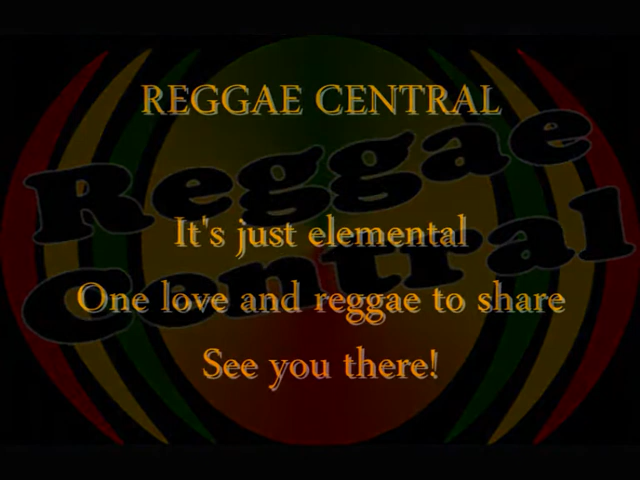 REGGAE CENTRAL
Reggae
Central
It's just elemental
One love and reggae to share
See you there!